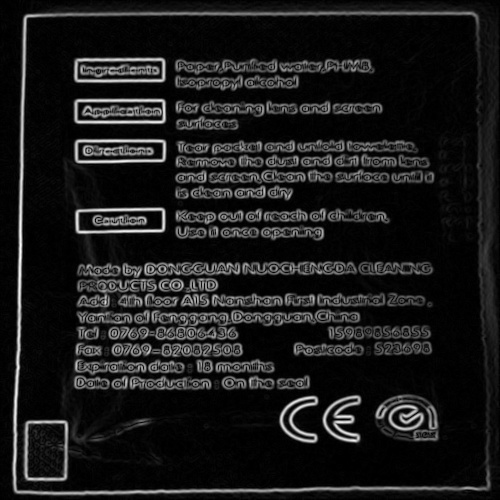 Ingredients Paper,Purified water,PHMB,
Isopropyl alcohol
Application For cleaning lens and screen
surfaces
Directions Tear packet and unfold towelette,
Remove the dust and dirt from lens
and screen,Clean the surface until it
is clean and dry
Caution Keep out of reach of children,
Use it once opening
Made by DONGGUAN NUOCHENGDA CLEANING
PRODUCTS CO.,LTD
Add : 4th floor A15 Nanshan First Industrial Zone ,
Yantian of Fenggang,Dongguan,China
Tel : 0769-86806436 15989856855
Fax : 0769-82082508 Postcode : 523698
Expiration date : 18 months
Date of Production : On the seal
CE